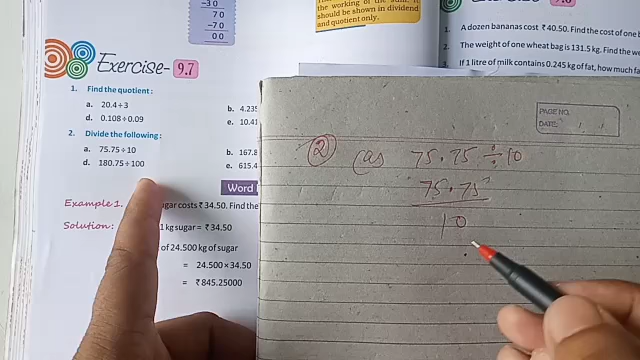 -30
70
-70
00
the working of the sum. It
should be shown in dividend
and quotient only.
1. A dozen bananas cost ₹ 40.50. Find the cost of one b
2. The weight of one wheat bag is 131.5 kg. Find the we
3. If 1 litre of milk contains 0.245 kg of fat, how much fa
Exercise- 9.7
1. Find the quotient:
a. 20.4÷3
b. 4.235
d. 0.108÷0.09
e. 10.41
2. Divide the following:
a. 75.75÷10
b. 167.8
d. 180.75÷100
e. 615.4
Word
Example 1.
ugar costs ₹ 34.50. Find the
Solution:
1 kg sugar = ₹ 34.50
of 24.500 kg of sugar
= 24.500 × 34.50
= ₹ 845.25000
PAGE NO.
DATE: / /
② (a) 75.75 ÷ 10
75.75
10